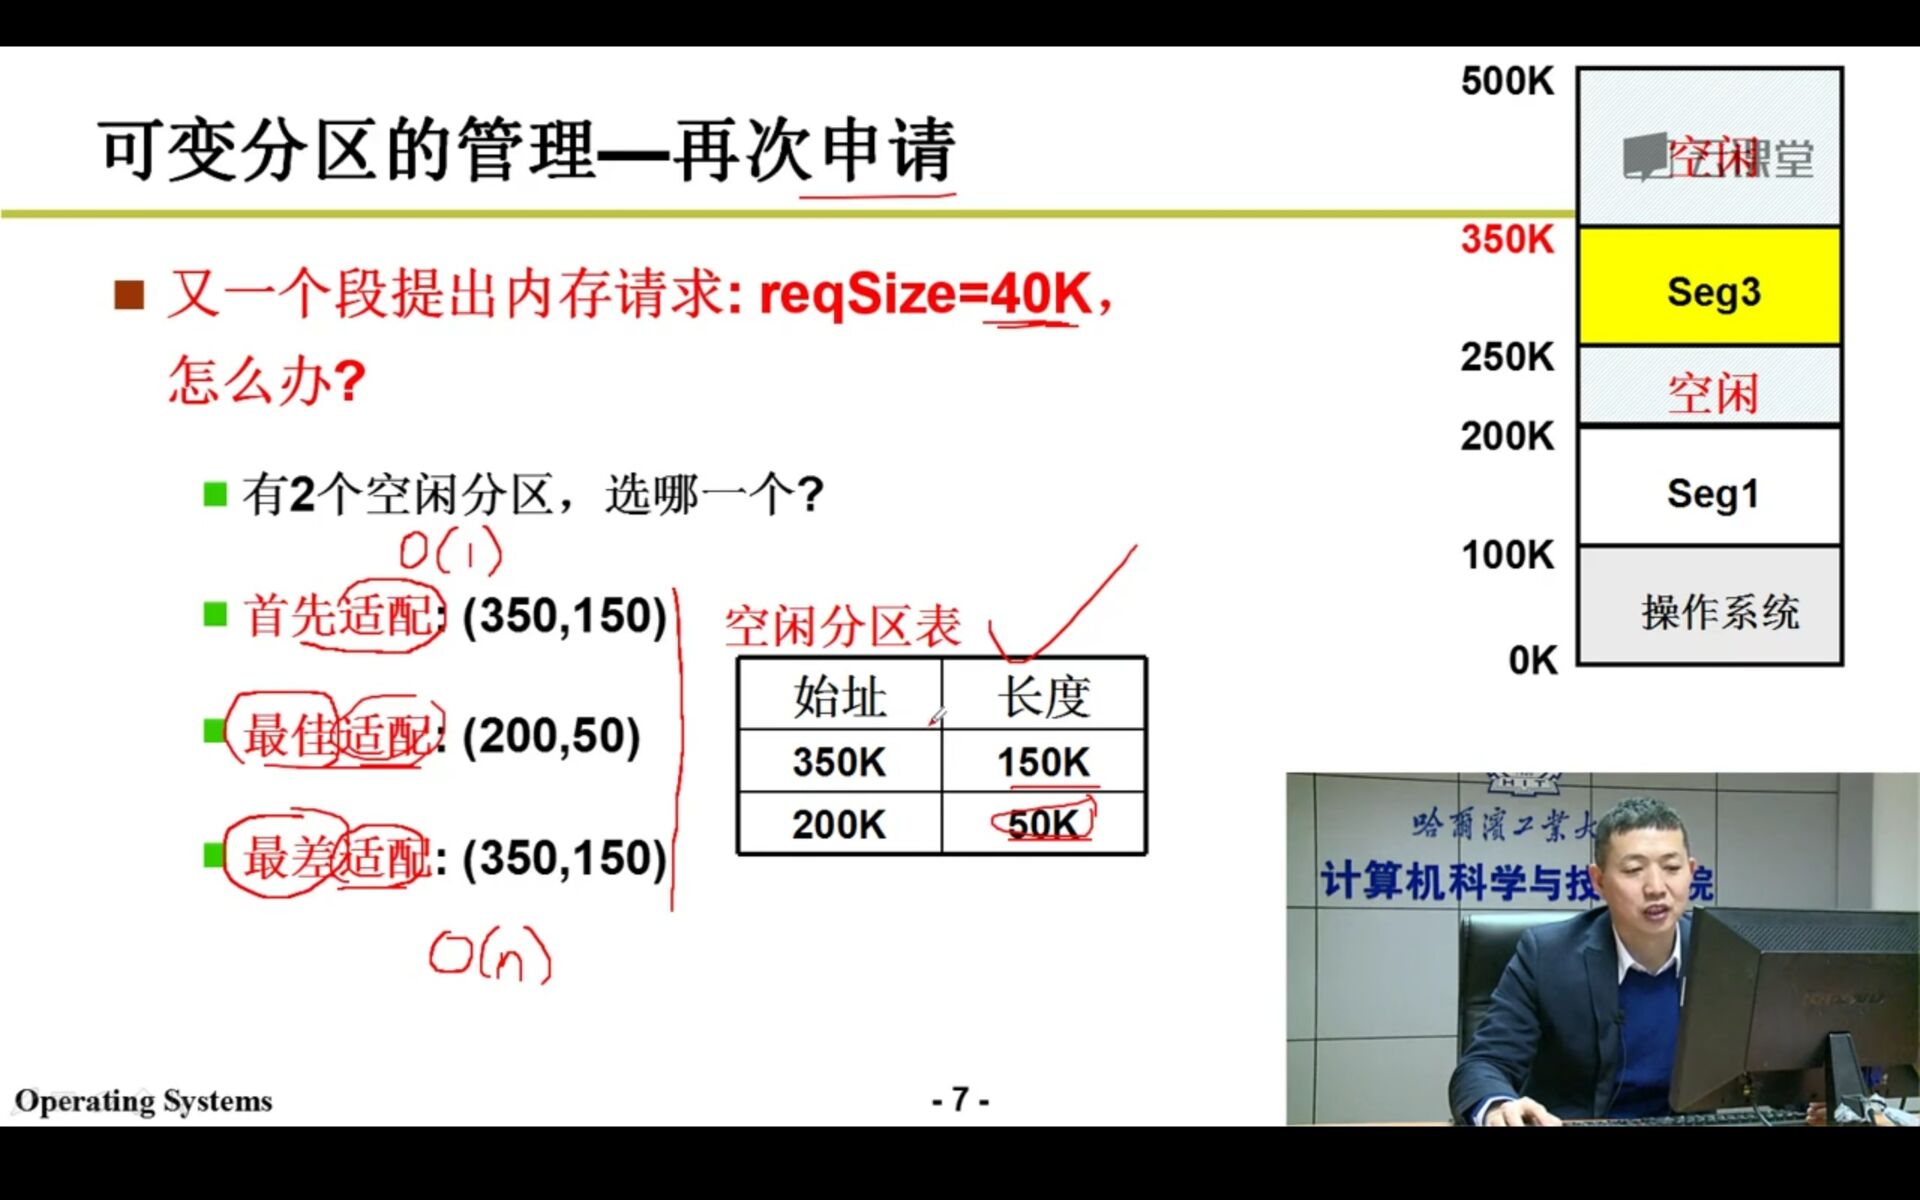 可变分区的管理—再次申请
又一个段提出内存请求: reqSize=40K,
怎么办?
有2个空闲分区，选哪一个?
O(1)
首先适配: (350,150)
最佳适配: (200,50)
最差适配: (350,150)
O(n)
空闲分区表
始址 长度
350K 150K
200K 50K
500K
空闲
课堂
350K
Seg3
250K
空闲
200K
Seg1
100K
操作系统
0K
哈尔滨工业大
计算机科学与技 院
Operating Systems
- 7 -